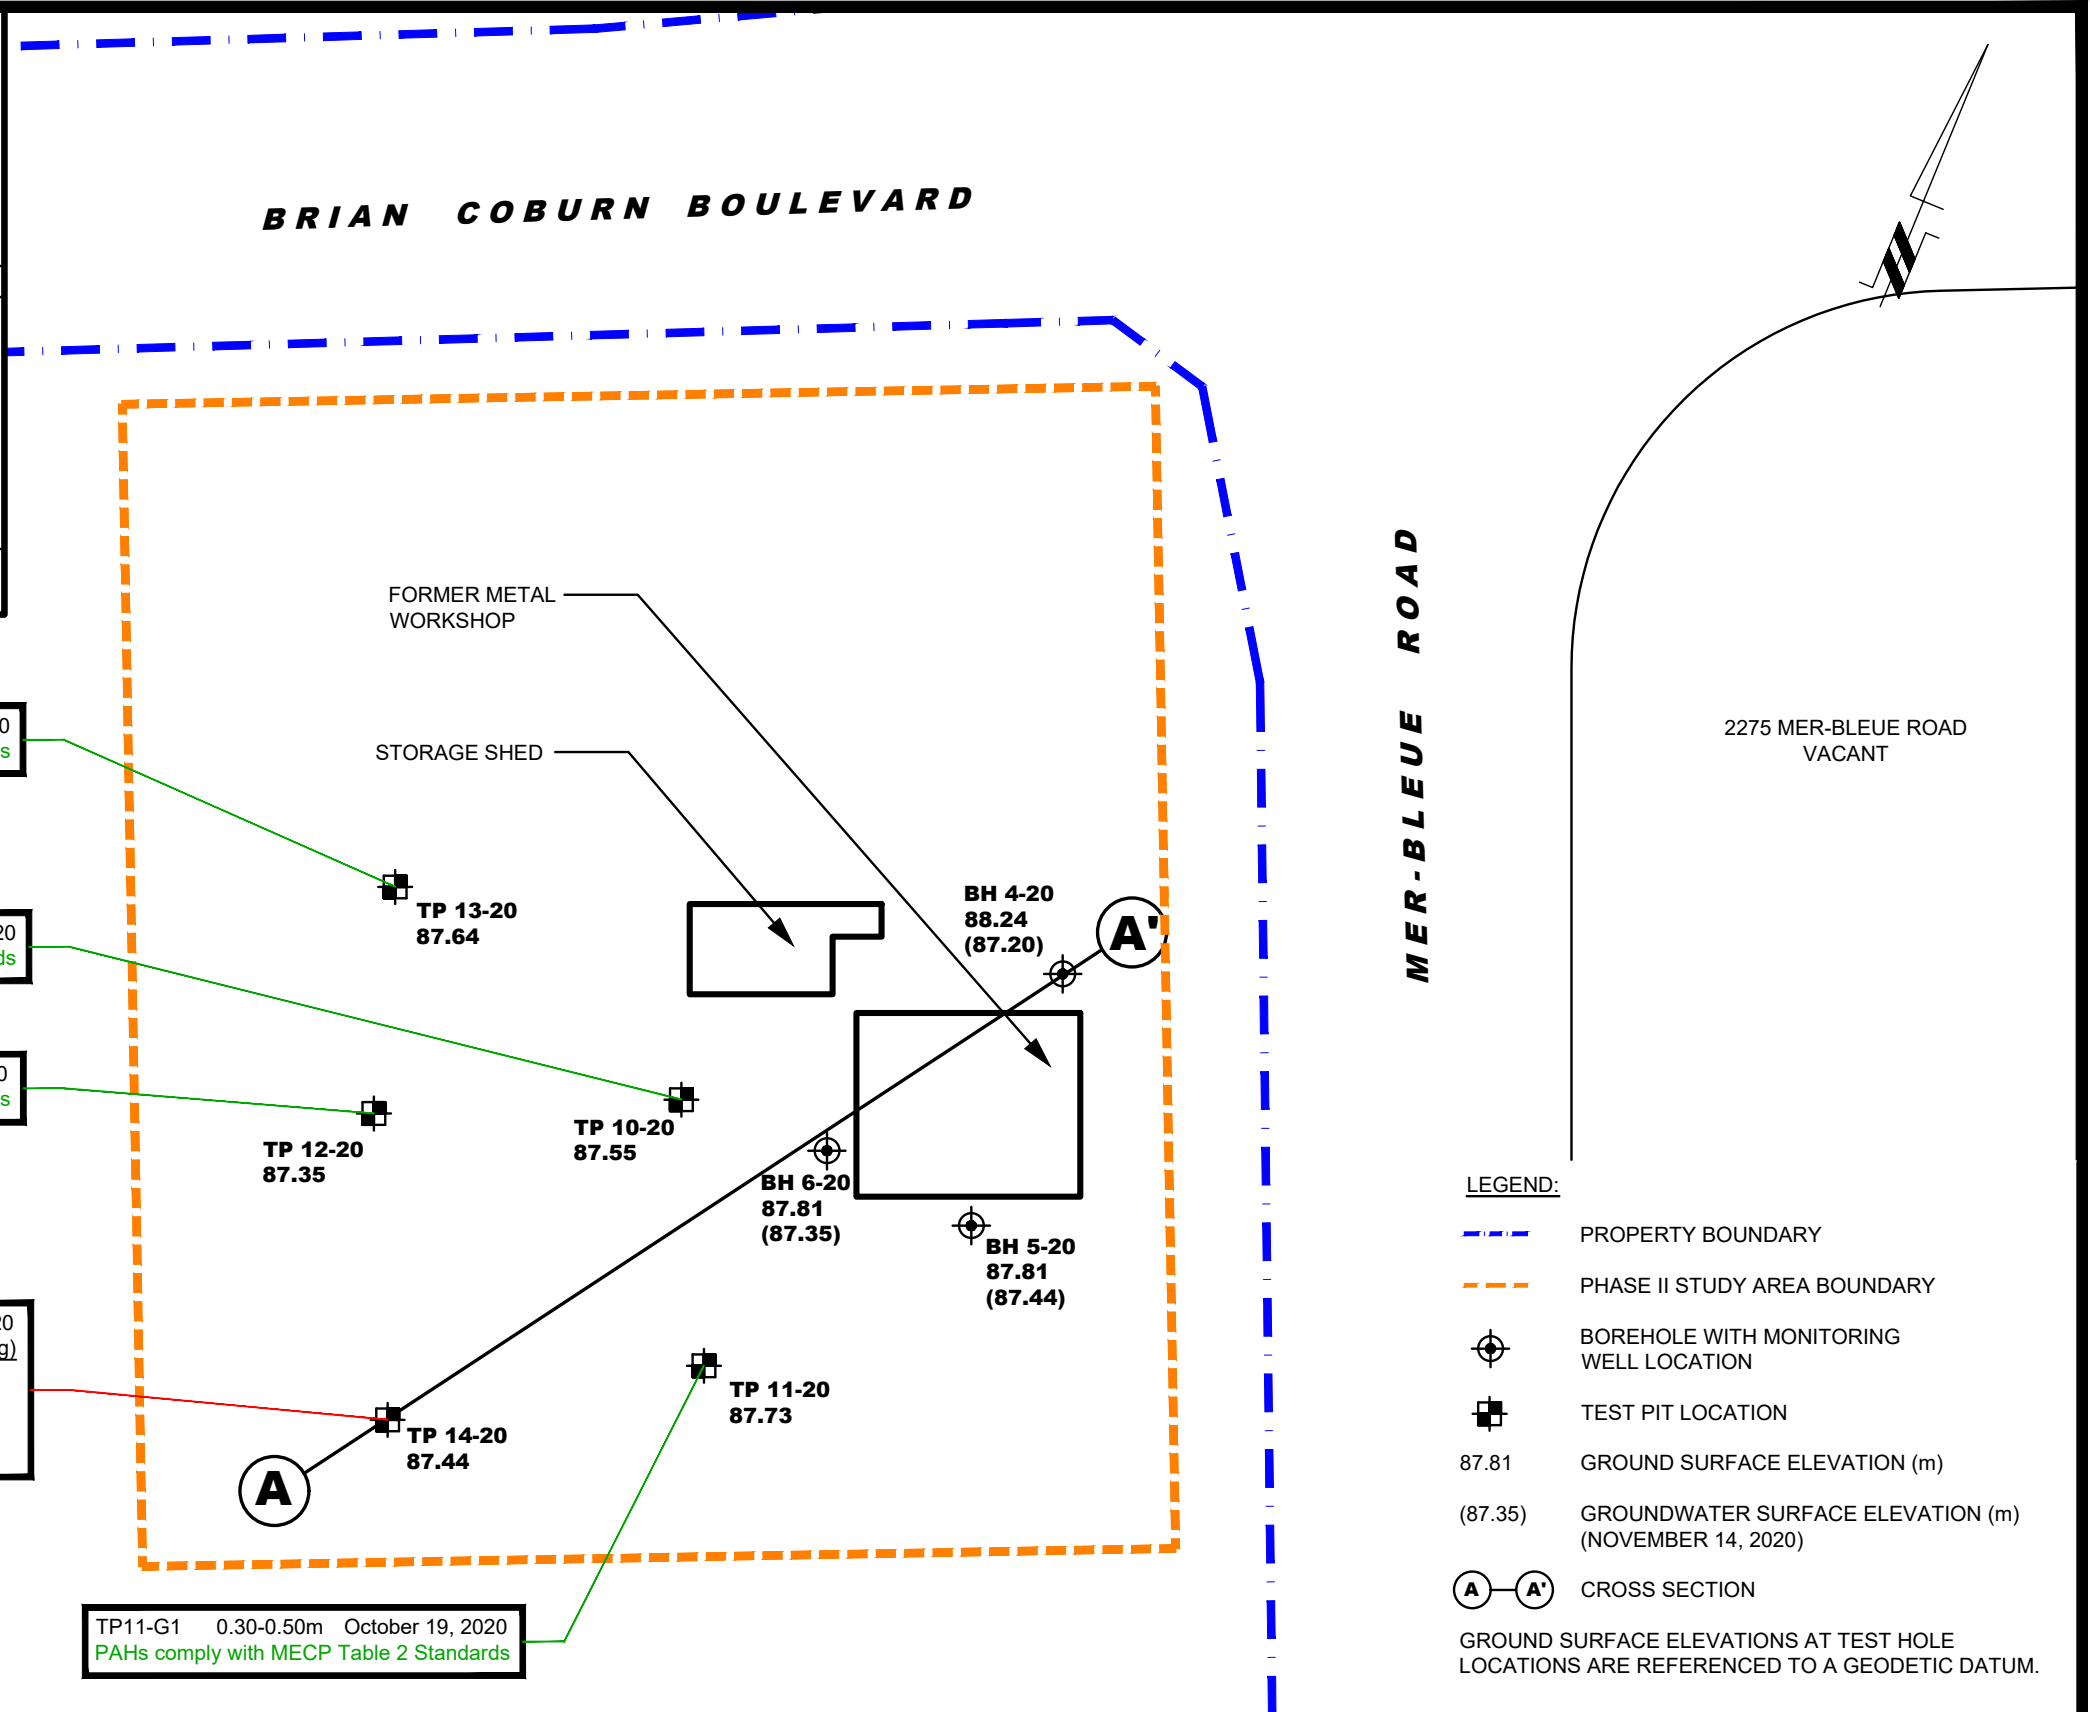 BRIAN COBURN BOULEVARD
N
FORMER METAL
WORKSHOP
STORAGE SHED
MER-BLEUE ROAD
2275 MER-BLEUE ROAD
VACANT
0
s
20
ds
0
s
20
g)
TP 13-20
87.64
BH 4-20
88.24
(87.20)
A'
TP 12-20
87.35
TP 10-20
87.55
BH 6-20
87.81
(87.35)
BH 5-20
87.81
(87.44)
TP 11-20
87.73
TP 14-20
87.44
A
TP11-G1 0.30-0.50m October 19, 2020
PAHs comply with MECP Table 2 Standards
LEGEND:
PROPERTY BOUNDARY
PHASE II STUDY AREA BOUNDARY
BOREHOLE WITH MONITORING
WELL LOCATION
TEST PIT LOCATION
87.81 GROUND SURFACE ELEVATION (m)
(87.35) GROUNDWATER SURFACE ELEVATION (m)
(NOVEMBER 14, 2020)
A A' CROSS SECTION
GROUND SURFACE ELEVATIONS AT TEST HOLE
LOCATIONS ARE REFERENCED TO A GEODETIC DATUM.